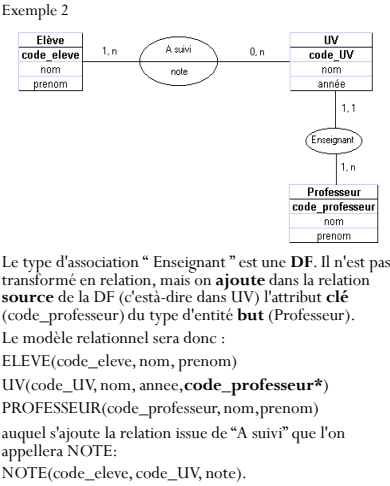 Exemple 2
Elève
code_eleve
nom
prenom
1, n
A suivi
note
0, n
UV
code_UV
nom
année
1, 1
Enseignant
1, n
Professeur
code_professeur
nom
prenom
Le type d'association “ Enseignant ” est une DF. Il n'est pas
transformé en relation, mais on ajoute dans la relation
source de la DF (c'està-dire dans UV) l'attribut clé
(code_professeur) du type d'entité but (Professeur).
Le modèle relationnel sera donc :
ELEVE(code_eleve, nom, prenom)
UV(code_UV, nom, annee,code_professeur*)
PROFESSEUR(code_professeur, nom,prenom)
auquel s'ajoute la relation issue de “A suivi” que l'on
appellera NOTE:
NOTE(code_eleve, code_UV, note).